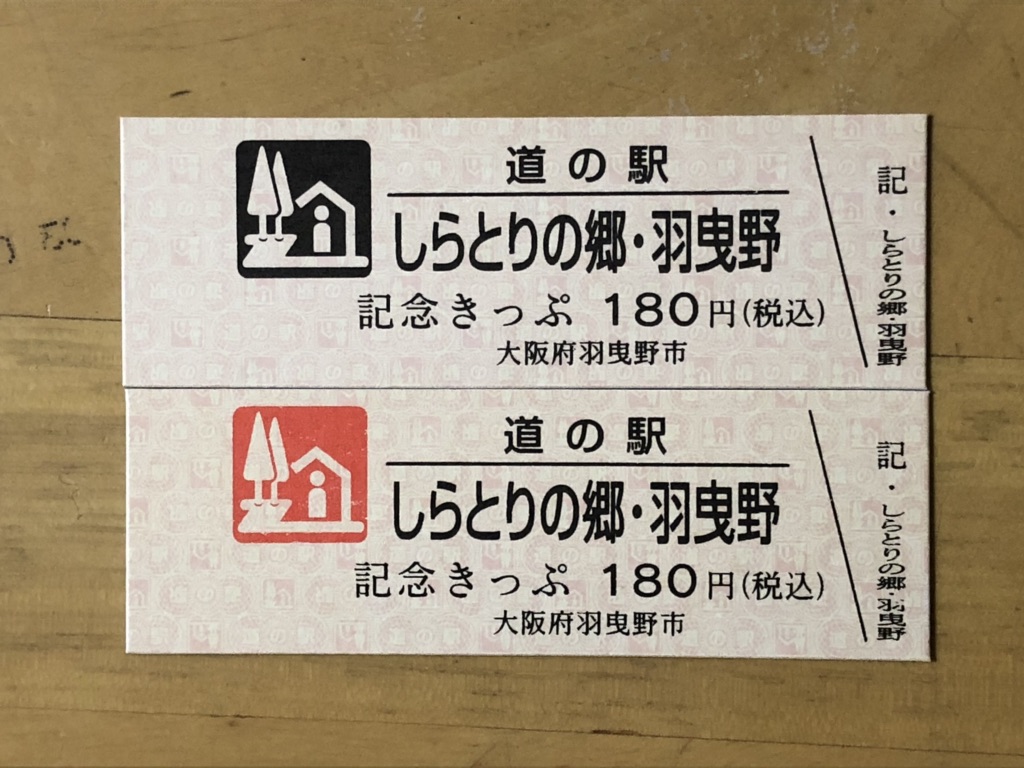 道の駅
しらとりの郷・羽曳野
記念きっぷ 180円(税込)
大阪府羽曳野市
記・しらとりの郷・羽曳野
道の駅
しらとりの郷・羽曳野
記念きっぷ 180円(税込)
大阪府羽曳野市
記・しらとりの郷・羽曳野